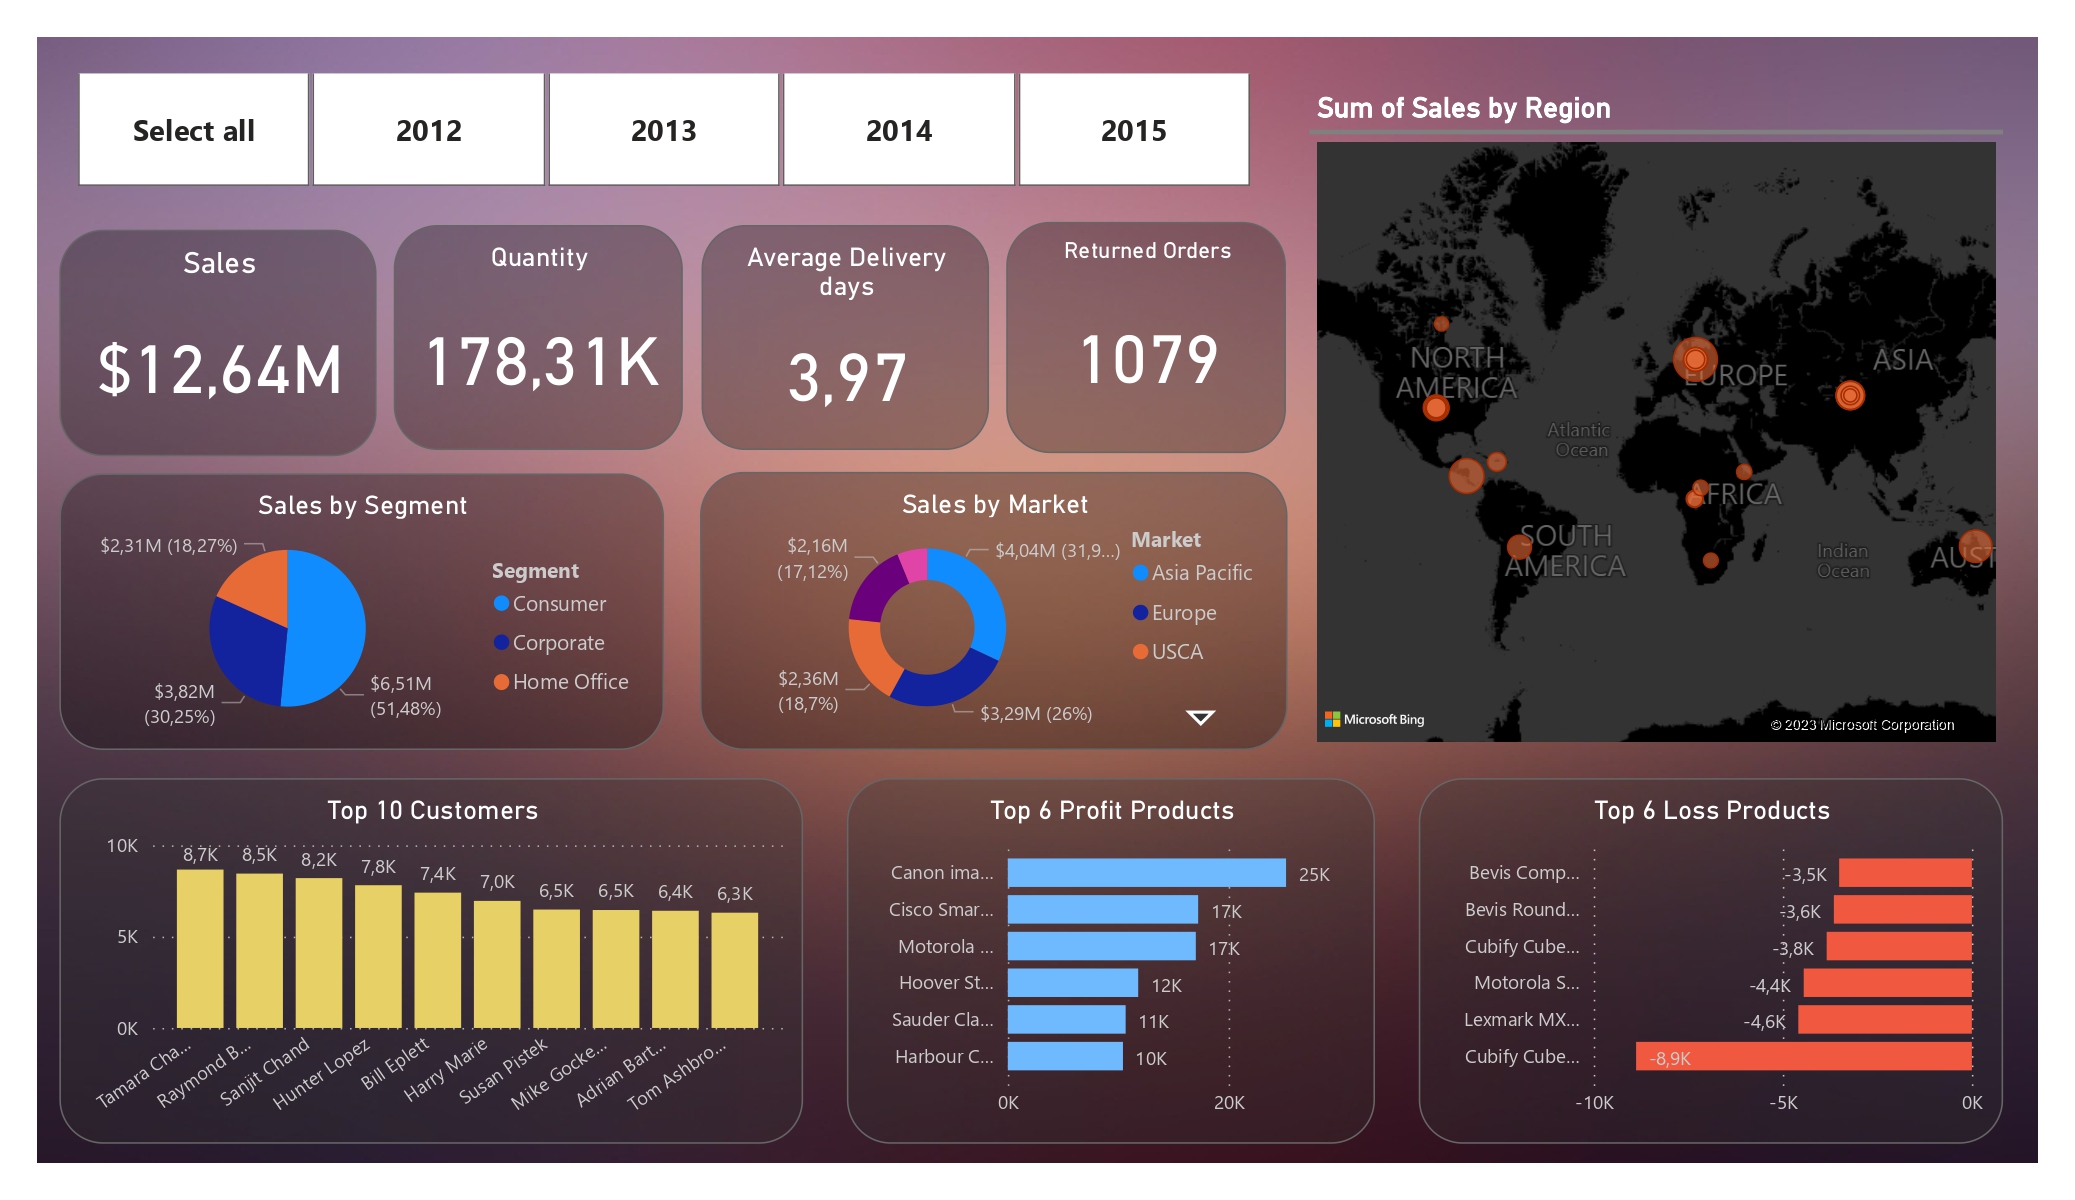 Select all
2012
2013
2014
2015
Sum of Sales by Region
Sales
$12,64M
Quantity
178,31K
Average Delivery
days
3,97
Returned Orders
1079
NORTH
AMERICA
EUROPE
ASIA
Atlantic
Ocean
AFRICA
SOUTH
AMERICA
Indian
Ocean
AUST
Microsoft Bing
© 2023 Microsoft Corporation
Sales by Segment
$2,31M (18,27%)
$3,82M
(30,25%)
$6,51M
(51,48%)
Segment
Consumer
Corporate
Home Office
Sales by Market
$2,16M
(17,12%)
$4,04M (31,9...)
$2,36M
(18,7%)
$3,29M (26%)
Market
Asia Pacific
Europe
USCA
Top 10 Customers
10K
5K
0K
8,7K
8,5K
8,2K
7,8K
7,4K
7,0K
6,5K
6,5K
6,4K
6,3K
Tamara Cha...
Raymond B...
Sanjit Chand
Hunter Lopez
Bill Eplett
Harry Marie
Susan Pistek
Mike Gocke...
Adrian Bart...
Tom Ashbro...
Top 6 Profit Products
Canon ima... 25K
Cisco Smar... 17K
Motorola ... 17K
Hoover St... 12K
Sauder Cla... 11K
Harbour C... 10K
0K 20K
Top 6 Loss Products
Bevis Comp... -3,5K
Bevis Round... -3,6K
Cubify Cube... -3,8K
Motorola S... -4,4K
Lexmark MX... -4,6K
Cubify Cube... -8,9K
-10K -5K 0K